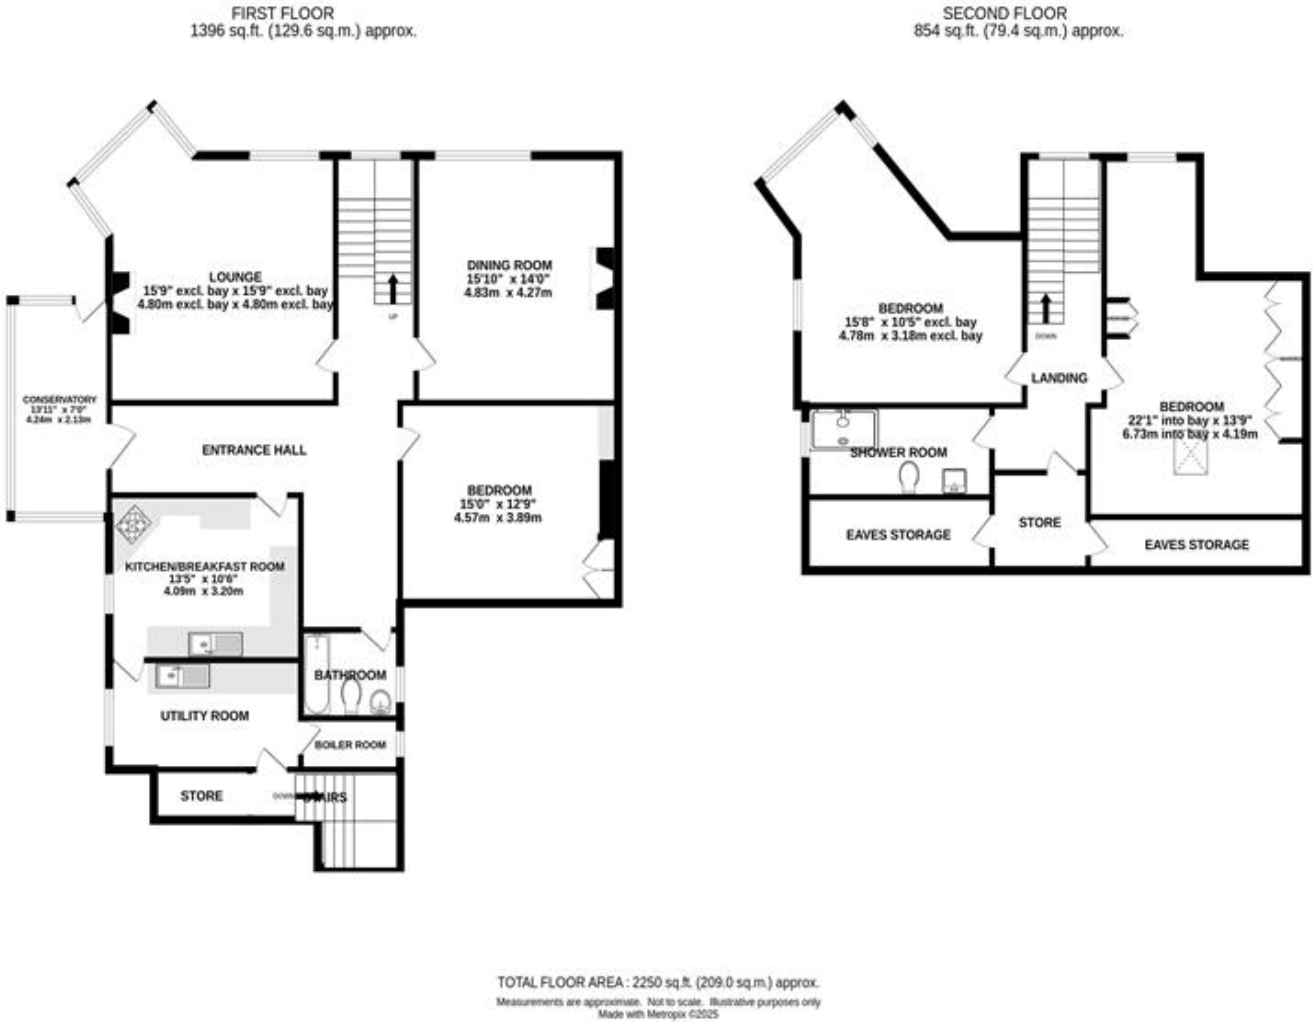 FIRST FLOOR
1396 sq.ft. (129.6 sq.m.) approx.
SECOND FLOOR
854 sq.ft. (79.4 sq.m.) approx.
LOUNGE
15'9" excl. bay x 15'9" excl. bay
4.80m excl. bay x 4.80m excl. bay
UP
DINING ROOM
15'10" x 14'0"
4.83m x 4.27m
CONSERVATORY
13'11" x 7'0"
4.24m x 2.13m
ENTRANCE HALL
BEDROOM
15'0" x 12'9"
4.57m x 3.89m
KITCHEN/BREAKFAST ROOM
13'5" x 10'6"
4.09m x 3.20m
BATHROOM
UTILITY ROOM
BOILER ROOM
STORE
DOWN
STAIRS
BEDROOM
15'8" x 10'5" excl. bay
4.78m x 3.18m excl. bay
DOWN
LANDING
BEDROOM
22'1" into bay x 13'9"
6.73m into bay x 4.19m
SHOWER ROOM
EAVES STORAGE
STORE
EAVES STORAGE
TOTAL FLOOR AREA : 2250 sq.ft. (209.0 sq.m.) approx.
Measurements are approximate. Not to scale. Illustrative purposes only
Made with Metropix ©2025